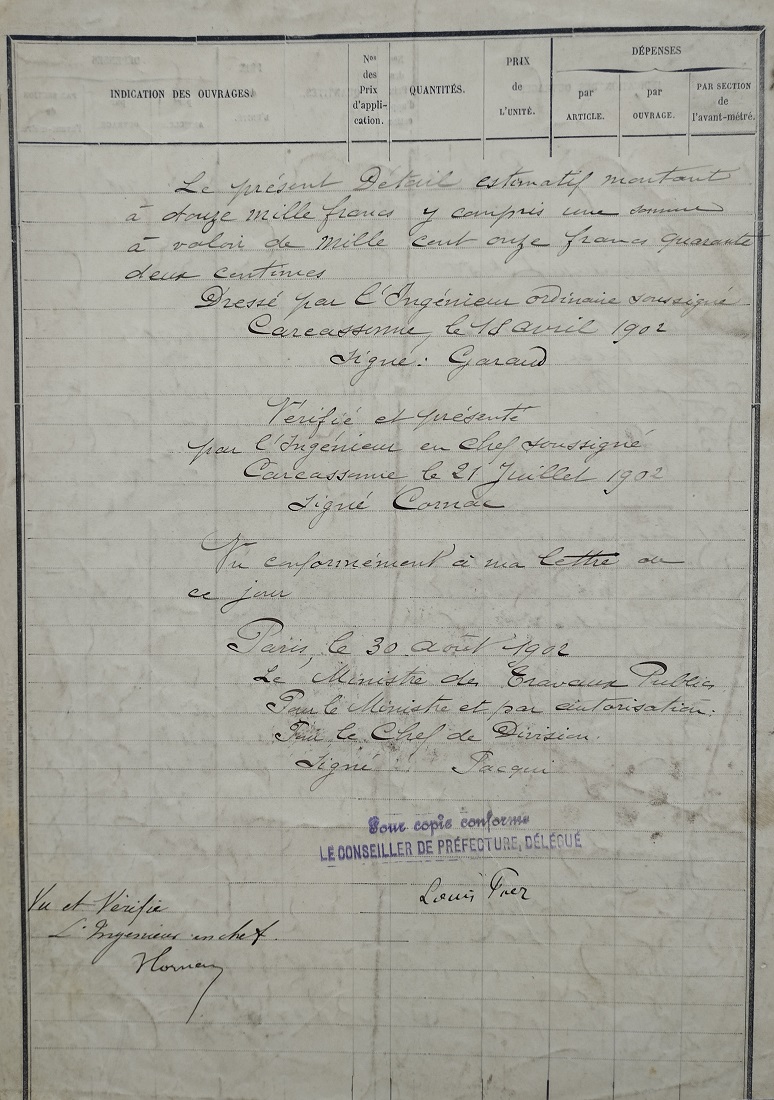 INDICATION DES OUVRAGES.
Nos des Prix d'appli-cation.
QUANTITÉS.
PRIX de L'UNITÉ.
DÉPENSES
par ARTICLE.
par OUVRAGE.
PAR SECTION de l'avant-métré.
Le présent Détail estimatif montant
à douze mille francs y compris une somme
à valoir de mille cent onze francs quarante
deux centimes
Dressé par l'Ingénieur ordinaire soussigné
Carcassonne, le 18 avril 1902
Signé: Garaud
Vérifié et présenté
par l'Ingénieur en chef soussigné
Carcassonne le 21 Juillet 1902
Signé Cornac
Vu conformément à ma lettre de
ce jour
Paris, le 30 août 1902
Le Ministre des Travaux Publics
Pour le Ministre et par autorisation:
Pour le Chef de Division.
Signé : Pacqui
Pour copie conforme
LE CONSEILLER DE PRÉFECTURE, DÉLÉGUÉ
Louis
Vu et Vérifié
L'Ingénieur en chef.